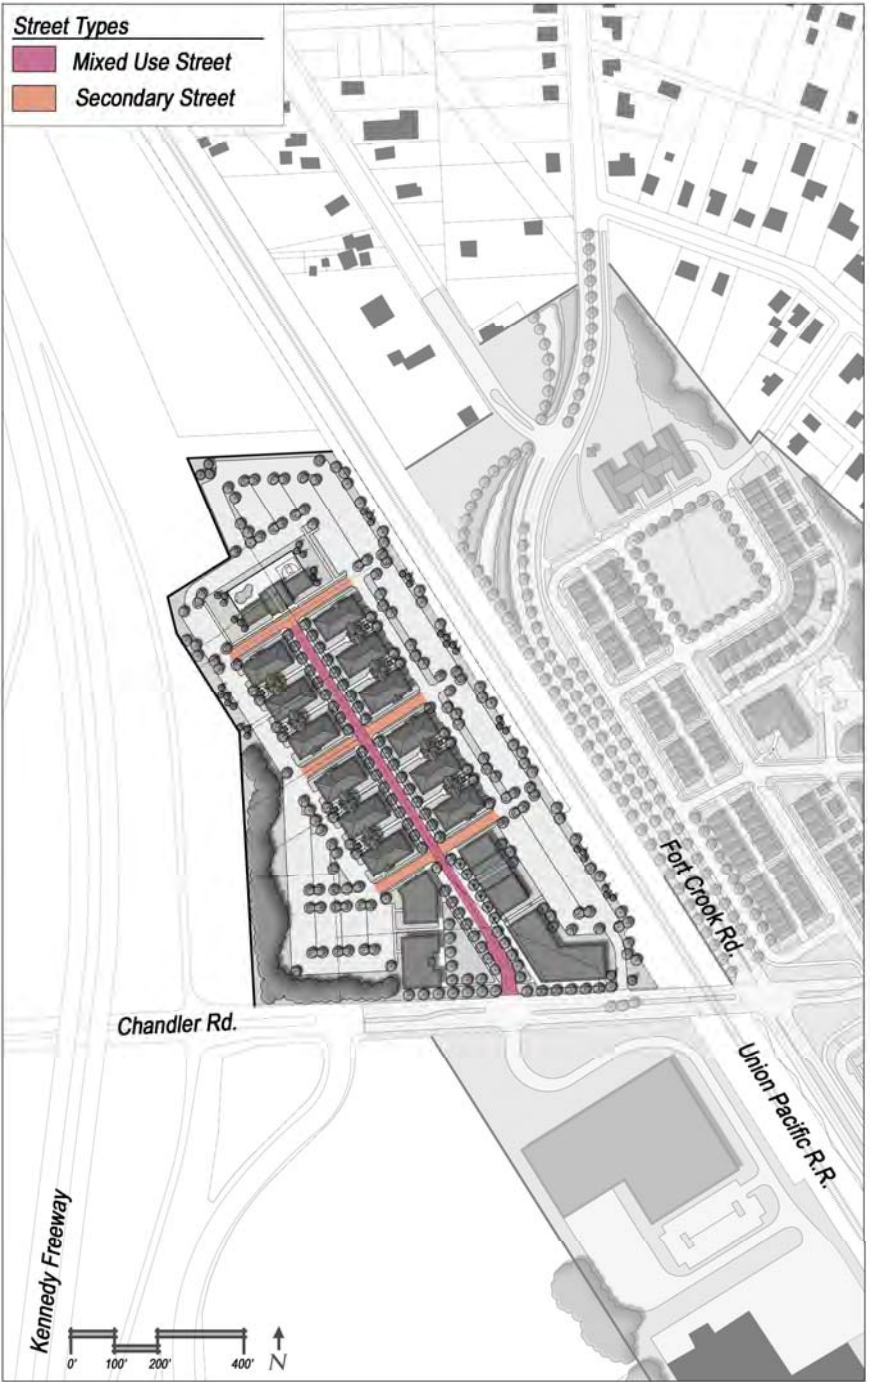 Street Types
Mixed Use Street
Secondary Street
Fort Crook Rd.
Chandler Rd.
Union Pacific R.R.
Kennedy Freeway
0' 100' 200' 400' N